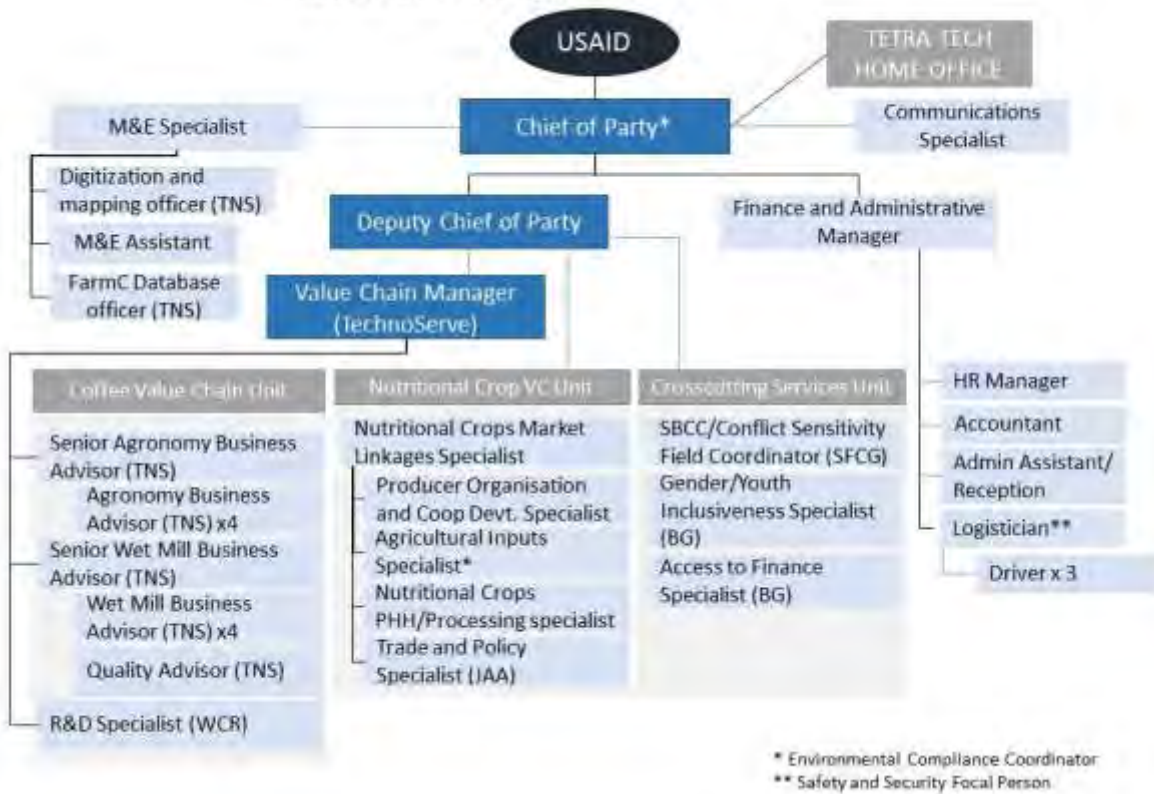 USAID
TETRA TECH
HOME OFFICE
M&E Specialist
Chief of Party*
Communications
Specialist
Digitization and
mapping officer (TNS)
M&E Assistant
FarmC Database
officer (TNS)
Deputy Chief of Party
Finance and Administrative
Manager
Value Chain Manager
(TechnoServe)
Coffee Value Chain Unit
Senior Agronomy Business
Advisor (TNS)
Agronomy Business
Advisor (TNS) x4
Senior Wet Mill Business
Advisor (TNS)
Wet Mill Business
Advisor (TNS) x4
Quality Advisor (TNS)
R&D Specialist (WCR)
Nutritional Crop VC Unit
Nutritional Crops Market
Linkages Specialist
Producer Organisation
and Coop Devt. Specialist
Agricultural Inputs
Specialist*
Nutritional Crops
PHH/Processing specialist
Trade and Policy
Specialist (JAA)
Crosscutting Services Unit
SBCC/Conflict Sensitivity
Field Coordinator (SFCG)
Gender/Youth
Inclusiveness Specialist
(BG)
Access to Finance
Specialist (BG)
HR Manager
Accountant
Admin Assistant/
Reception
Logistician**
Driver x 3
* Environmental Compliance Coordinator
** Safety and Security Focal Person